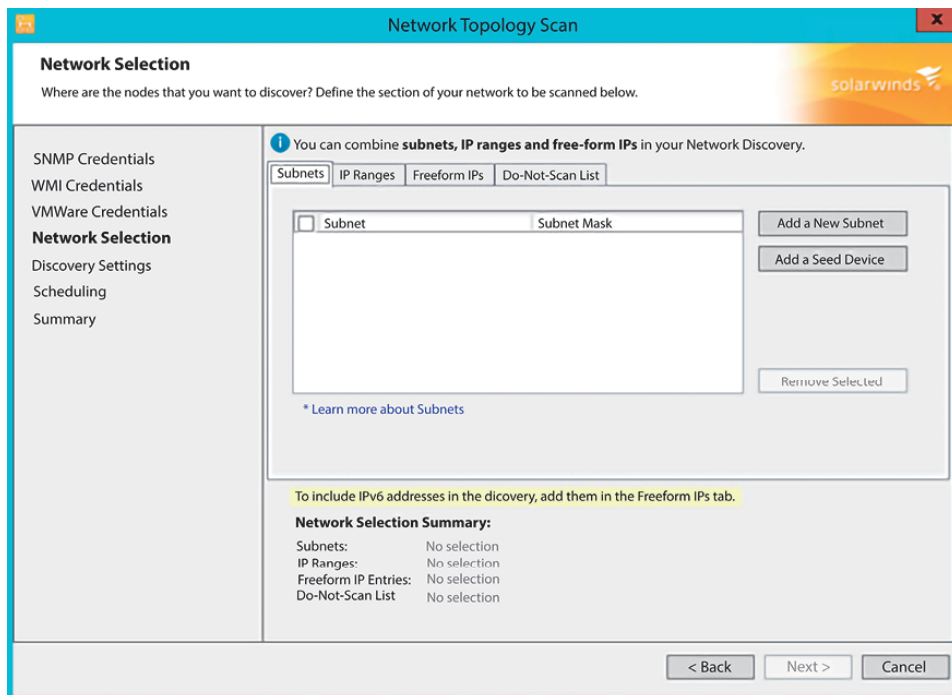 Network Topology Scan
X
Network Selection
Where are the nodes that you want to discover? Define the section of your network to be scanned below.
solarwinds
SNMP Credentials
WMI Credentials
VMWare Credentials
Network Selection
Discovery Settings
Scheduling
Summary
i You can combine subnets, IP ranges and free-form IPs in your Network Discovery.
Subnets IP Ranges Freeform IPs Do-Not-Scan List
Subnet Subnet Mask
Add a New Subnet
Add a Seed Device
Remove Selected
* Learn more about Subnets
To include IPv6 addresses in the dicovery, add them in the Freeform IPs tab.
Network Selection Summary:
Subnets: No selection
IP Ranges: No selection
Freeform IP Entries: No selection
Do-Not-Scan List No selection
< Back Next > Cancel